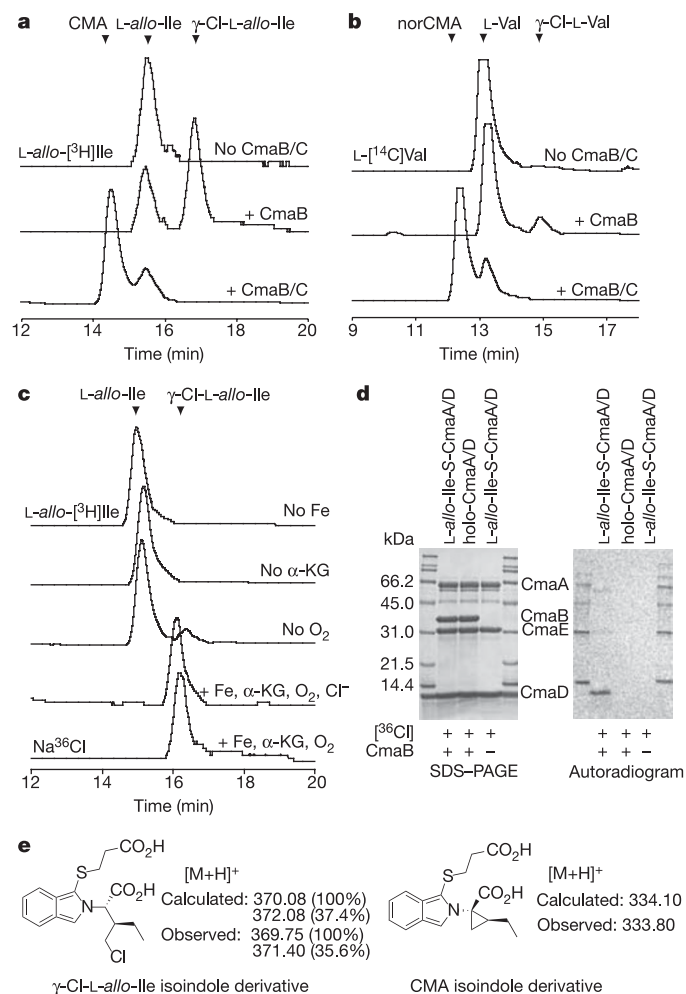 a
CMA L-allo-Ile γ-Cl-L-allo-Ile
L-allo-[³H]Ile
No CmaB/C
+ CmaB
+ CmaB/C
12 14 16 18 20
Time (min)
b
norCMA L-Val γ-Cl-L-Val
L-[¹⁴C]Val
No CmaB/C
+ CmaB
+ CmaB/C
9 11 13 15 17
Time (min)
c
L-allo-Ile γ-Cl-L-allo-Ile
L-allo-[³H]Ile
No Fe
No α-KG
No O₂
+ Fe, α-KG, O₂, Cl⁻
Na³⁶Cl
+ Fe, α-KG, O₂
12 14 16 18 20
Time (min)
d
L-allo-Ile-S-CmaA/D
holo-CmaA/D
L-allo-Ile-S-CmaA/D
L-allo-Ile-S-CmaA/D
holo-CmaA/D
L-allo-Ile-S-CmaA/D
kDa
66.2
45.0
31.0
21.5
14.4
CmaA
CmaB
CmaE
CmaD
[³⁶Cl] + + + + + +
CmaB + + − + + −
SDS–PAGE
Autoradiogram
e
CO₂H
S
CO₂H
N
Cl
[M+H]⁺
Calculated: 370.08 (100%)
372.08 (37.4%)
Observed: 369.75 (100%)
371.40 (35.6%)
γ-Cl-L-allo-Ile isoindole derivative
CO₂H
S
CO₂H
N
[M+H]⁺
Calculated: 334.10
Observed: 333.80
CMA isoindole derivative